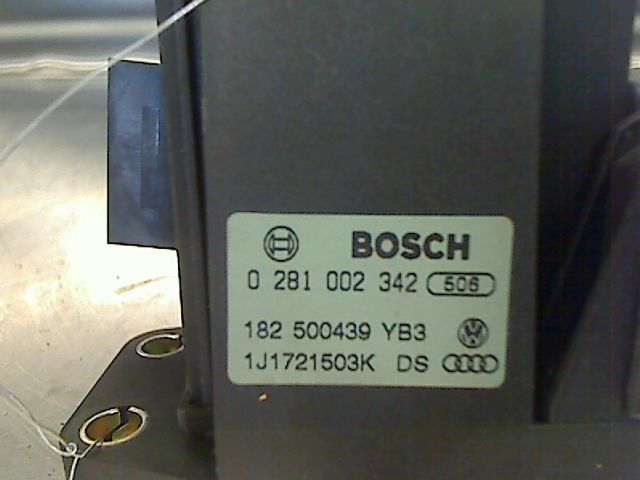 BOSCH
0 281 002 342 506
182 500439 YB3
1J1721503K DS